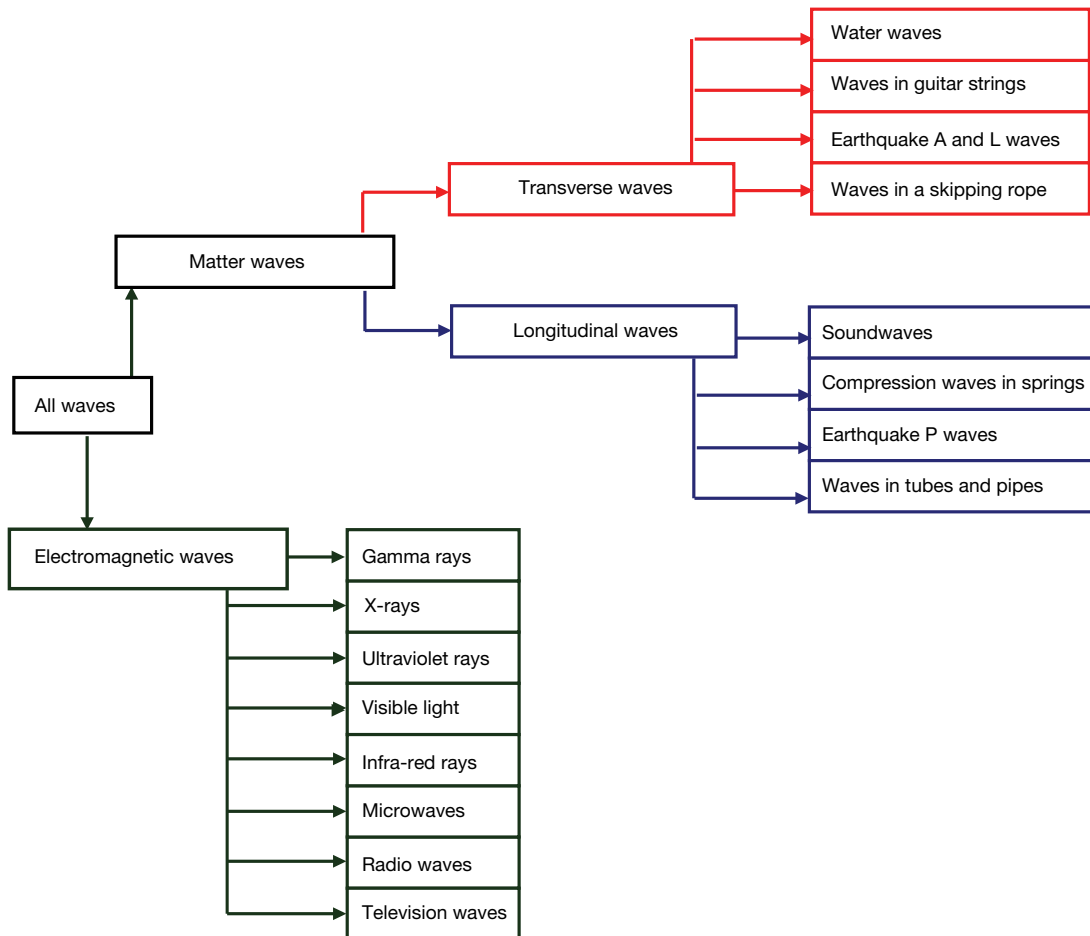 Water waves
Waves in guitar strings
Earthquake A and L waves
Waves in a skipping rope
Transverse waves
Matter waves
Longitudinal waves
Soundwaves
Compression waves in springs
Earthquake P waves
Waves in tubes and pipes
All waves
Electromagnetic waves
Gamma rays
X-rays
Ultraviolet rays
Visible light
Infra-red rays
Microwaves
Radio waves
Television waves